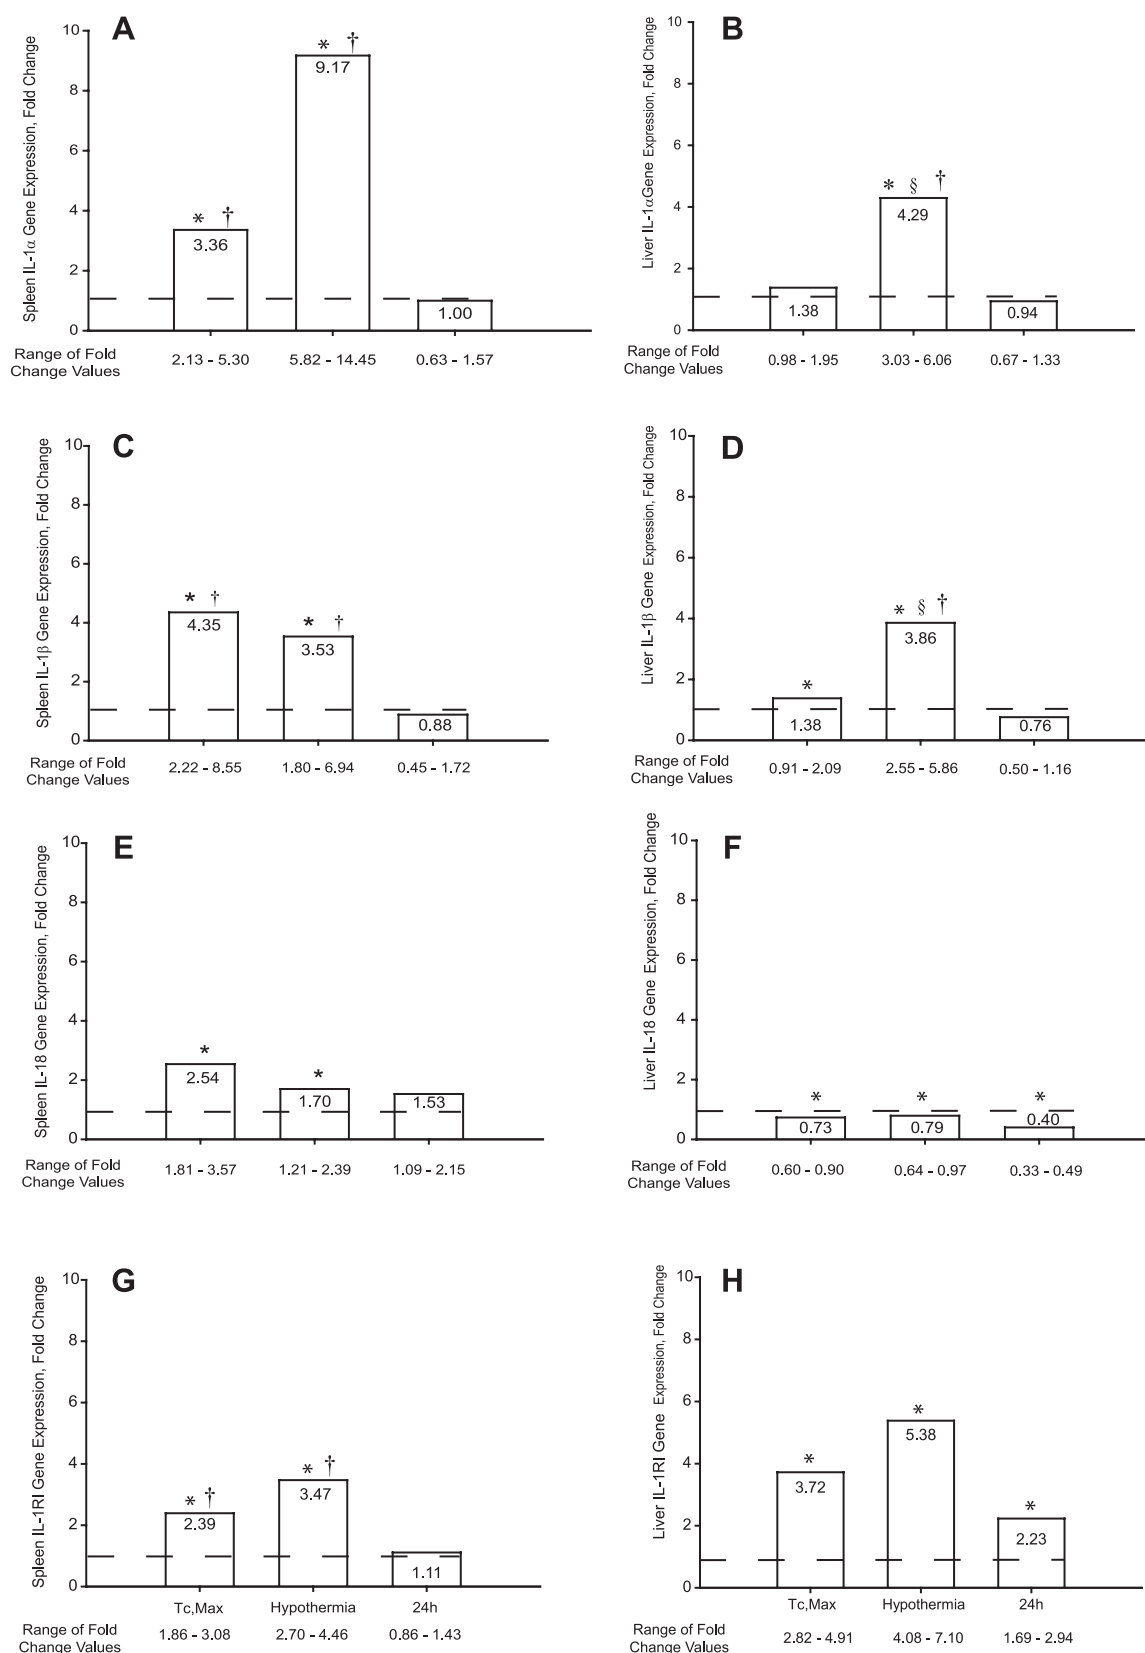 A
Spleen IL-1α Gene Expression, Fold Change
10
8
6
4
2
0
* †
3.36
* †
9.17
1.00
Range of Fold
Change Values
2.13 - 5.30
5.82 - 14.45
0.63 - 1.57
B
Liver IL-1αGene Expression, Fold Change
10
8
6
4
2
0
1.38
* § †
4.29
0.94
Range of Fold
Change Values
0.98 - 1.95
3.03 - 6.06
0.67 - 1.33
C
Spleen IL-1β Gene Expression, Fold Change
10
8
6
4
2
0
* †
4.35
* †
3.53
0.88
Range of Fold
Change Values
2.22 - 8.55
1.80 - 6.94
0.45 - 1.72
D
Liver IL-1β Gene Expression, Fold Change
10
8
6
4
2
0
*
1.38
* § †
3.86
0.76
Range of Fold
Change Values
0.91 - 2.09
2.55 - 5.86
0.50 - 1.16
E
Spleen IL-18 Gene Expression, Fold Change
10
8
6
4
2
0
*
2.54
*
1.70
1.53
Range of Fold
Change Values
1.81 - 3.57
1.21 - 2.39
1.09 - 2.15
F
Liver IL-18 Gene Expression, Fold Change
10
8
6
4
2
0
*
0.73
*
0.79
*
0.40
Range of Fold
Change Values
0.60 - 0.90
0.64 - 0.97
0.33 - 0.49
G
Spleen IL-1RI Gene Expression, Fold Change
10
8
6
4
2
0
* †
2.39
* †
3.47
1.11
Tc,Max
Hypothermia
24h
Range of Fold
Change Values
1.86 - 3.08
2.70 - 4.46
0.86 - 1.43
H
Liver IL-1RI Gene Expression, Fold Change
10
8
6
4
2
0
*
3.72
*
5.38
*
2.23
Tc,Max
Hypothermia
24h
Range of Fold
Change Values
2.82 - 4.91
4.08 - 7.10
1.69 - 2.94